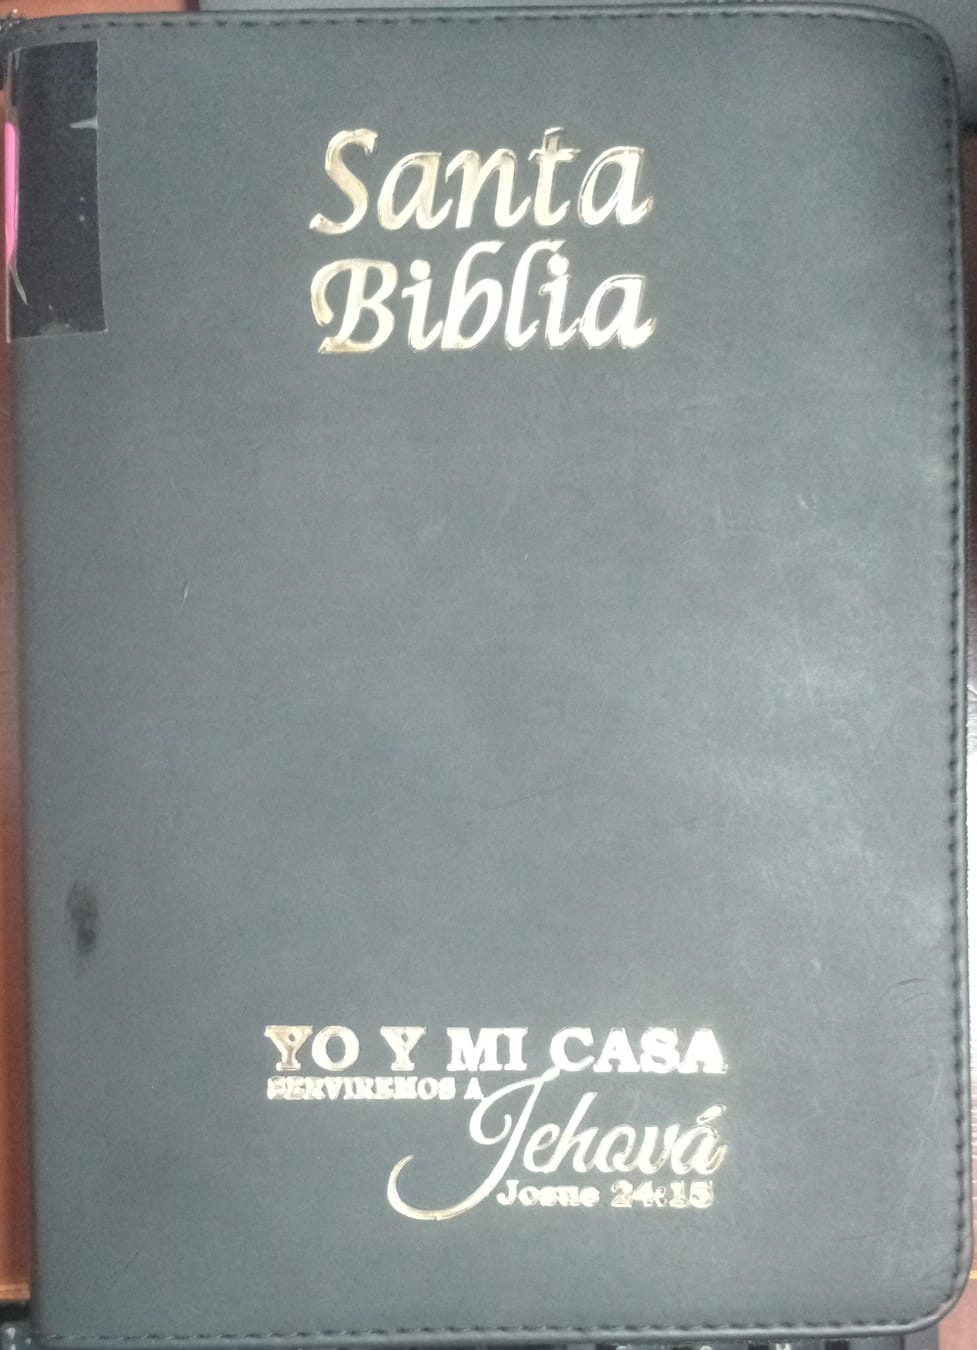 Santa
Biblia
YO Y MI CASA
SERVIREMOS A
Jehová
Josue 24:15